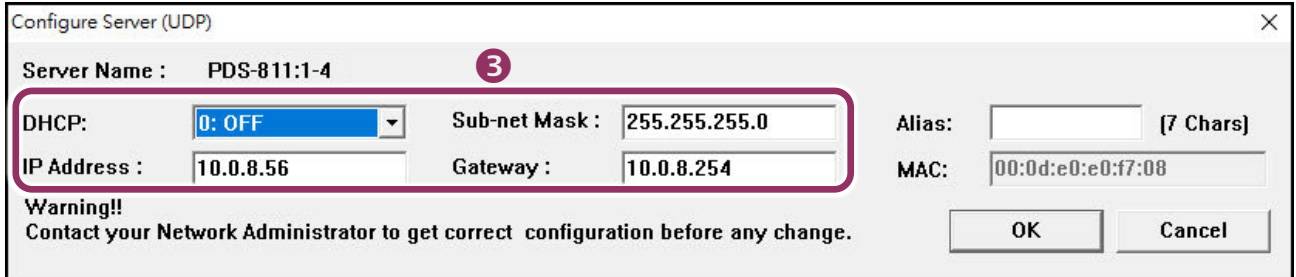 Configure Server (UDP)
Server Name : PDS-811:1-4
3
DHCP: 0: OFF Sub-net Mask : 255.255.255.0 Alias: (7 Chars)
IP Address : 10.0.8.56 Gateway : 10.0.8.254 MAC: 00:0d:e0:e0:f7:08
Warning!!
Contact your Network Administrator to get correct configuration before any change.
OK Cancel